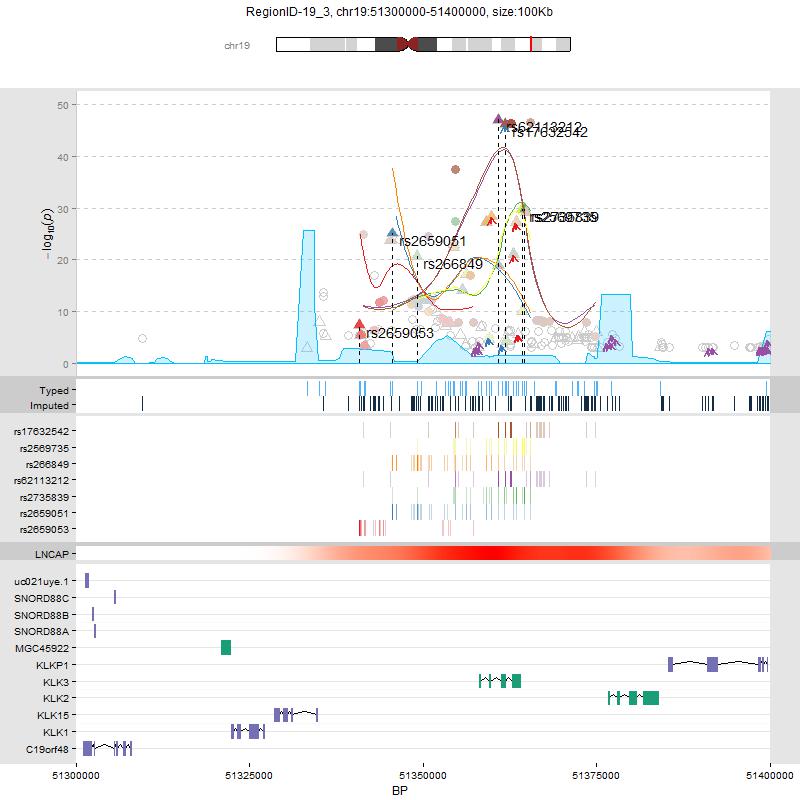 RegionID-19_3, chr19:51300000-51400000, size:100Kb
chr19
50
40
30
20
10
0
−log10(p)
rs62113212
rs17632542
rs2735839
rs2659051
rs266849
rs2659053
Typed
Imputed
rs17632542
rs2569735
rs266849
rs62113212
rs2735839
rs2659051
rs2659053
LNCAP
uc021uye.1
SNORD88C
SNORD88B
SNORD88A
MGC45922
KLKP1
KLK3
KLK2
KLK15
KLK1
C19orf48
51300000
51325000
51350000
51375000
51400000
BP